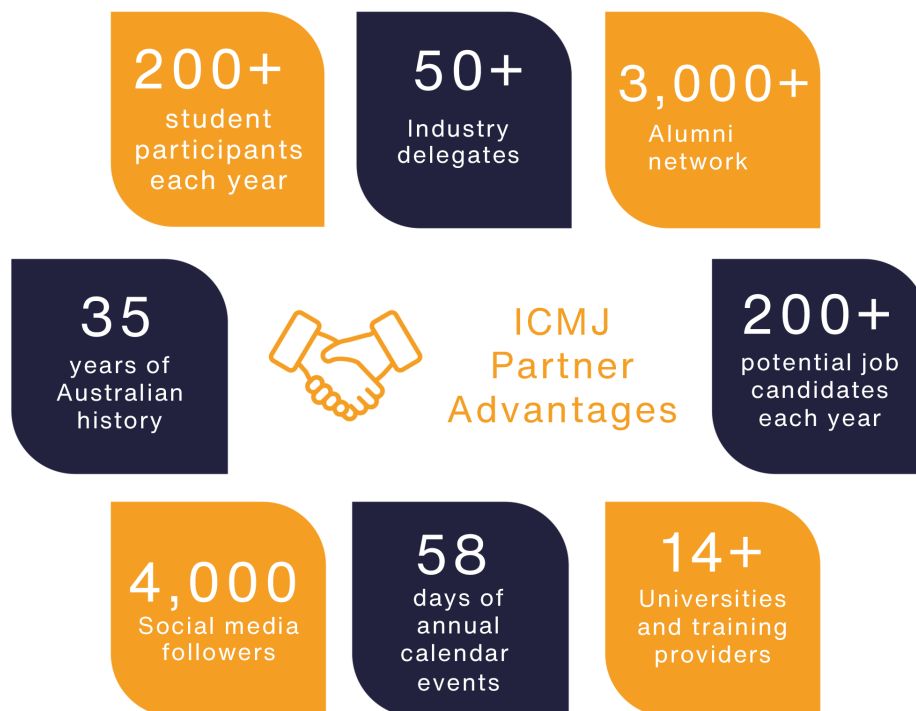 200+
student
participants
each year
50+
Industry
delegates
3,000+
Alumni
network
35
years of
Australian
history
ICMJ
Partner
Advantages
200+
potential job
candidates
each year
4,000
Social media
followers
58
days of
annual
calendar
events
14+
Universities
and training
providers